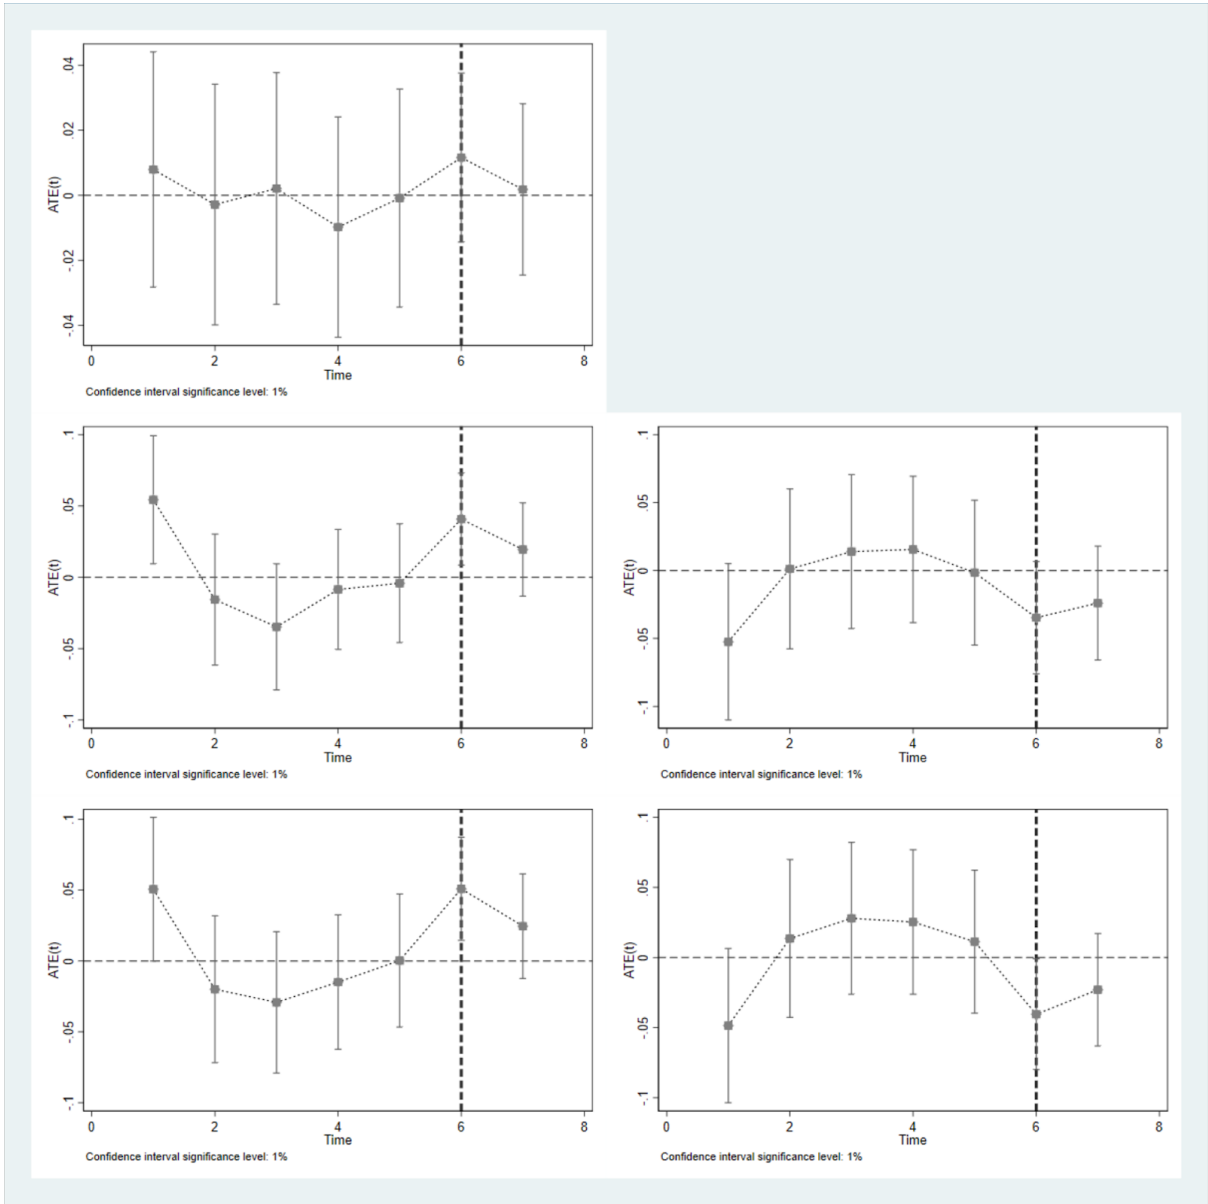 .04
.02
0
-.02
-.04
ATE(t)
0 2 4 6 8
Time
Confidence interval significance level: 1%
.1
.05
0
-.05
-.1
ATE(t)
0 2 4 6 8
Time
Confidence interval significance level: 1%
.1
.05
0
-.05
-.1
ATE(t)
0 2 4 6 8
Time
Confidence interval significance level: 1%
.1
.05
0
-.05
-.1
ATE(t)
0 2 4 6 8
Time
Confidence interval significance level: 1%
.1
.05
0
-.05
-.1
ATE(t)
0 2 4 6 8
Time
Confidence interval significance level: 1%